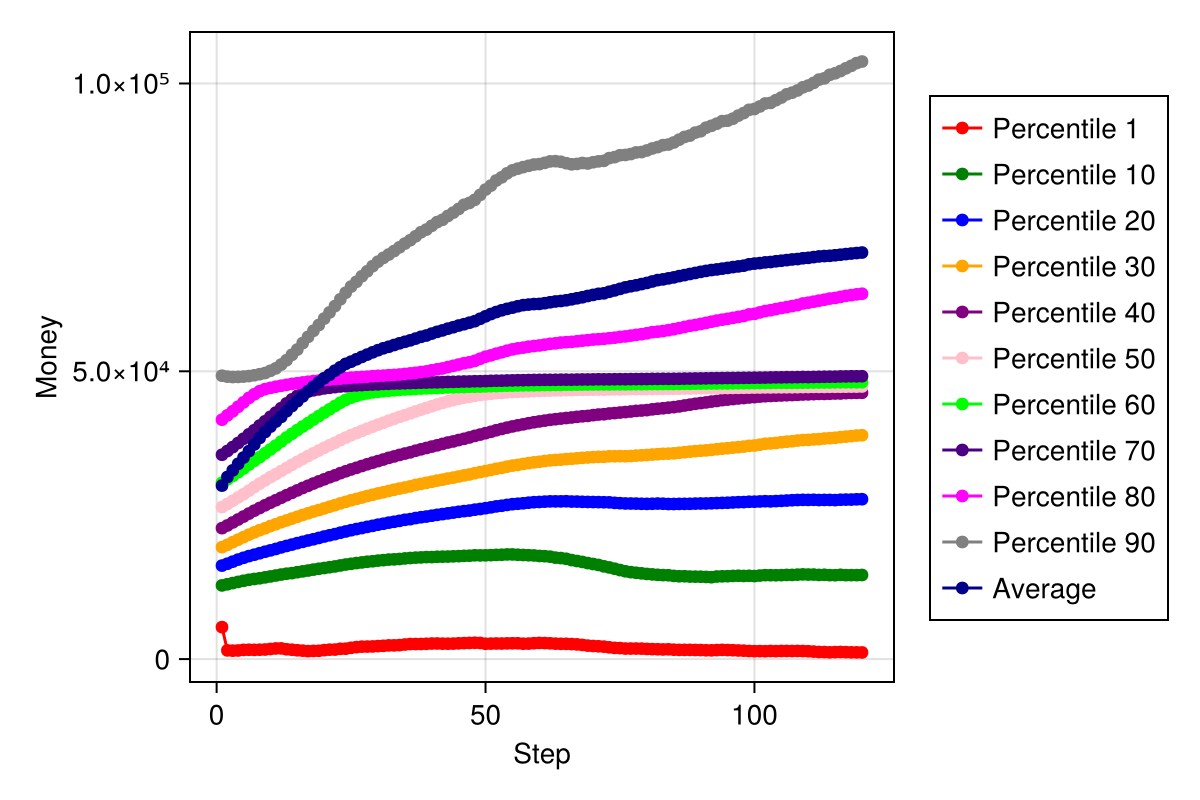 Money
1.0×10⁵
5.0×10⁴
0
0
50
100
Step
Percentile 1
Percentile 10
Percentile 20
Percentile 30
Percentile 40
Percentile 50
Percentile 60
Percentile 70
Percentile 80
Percentile 90
Average